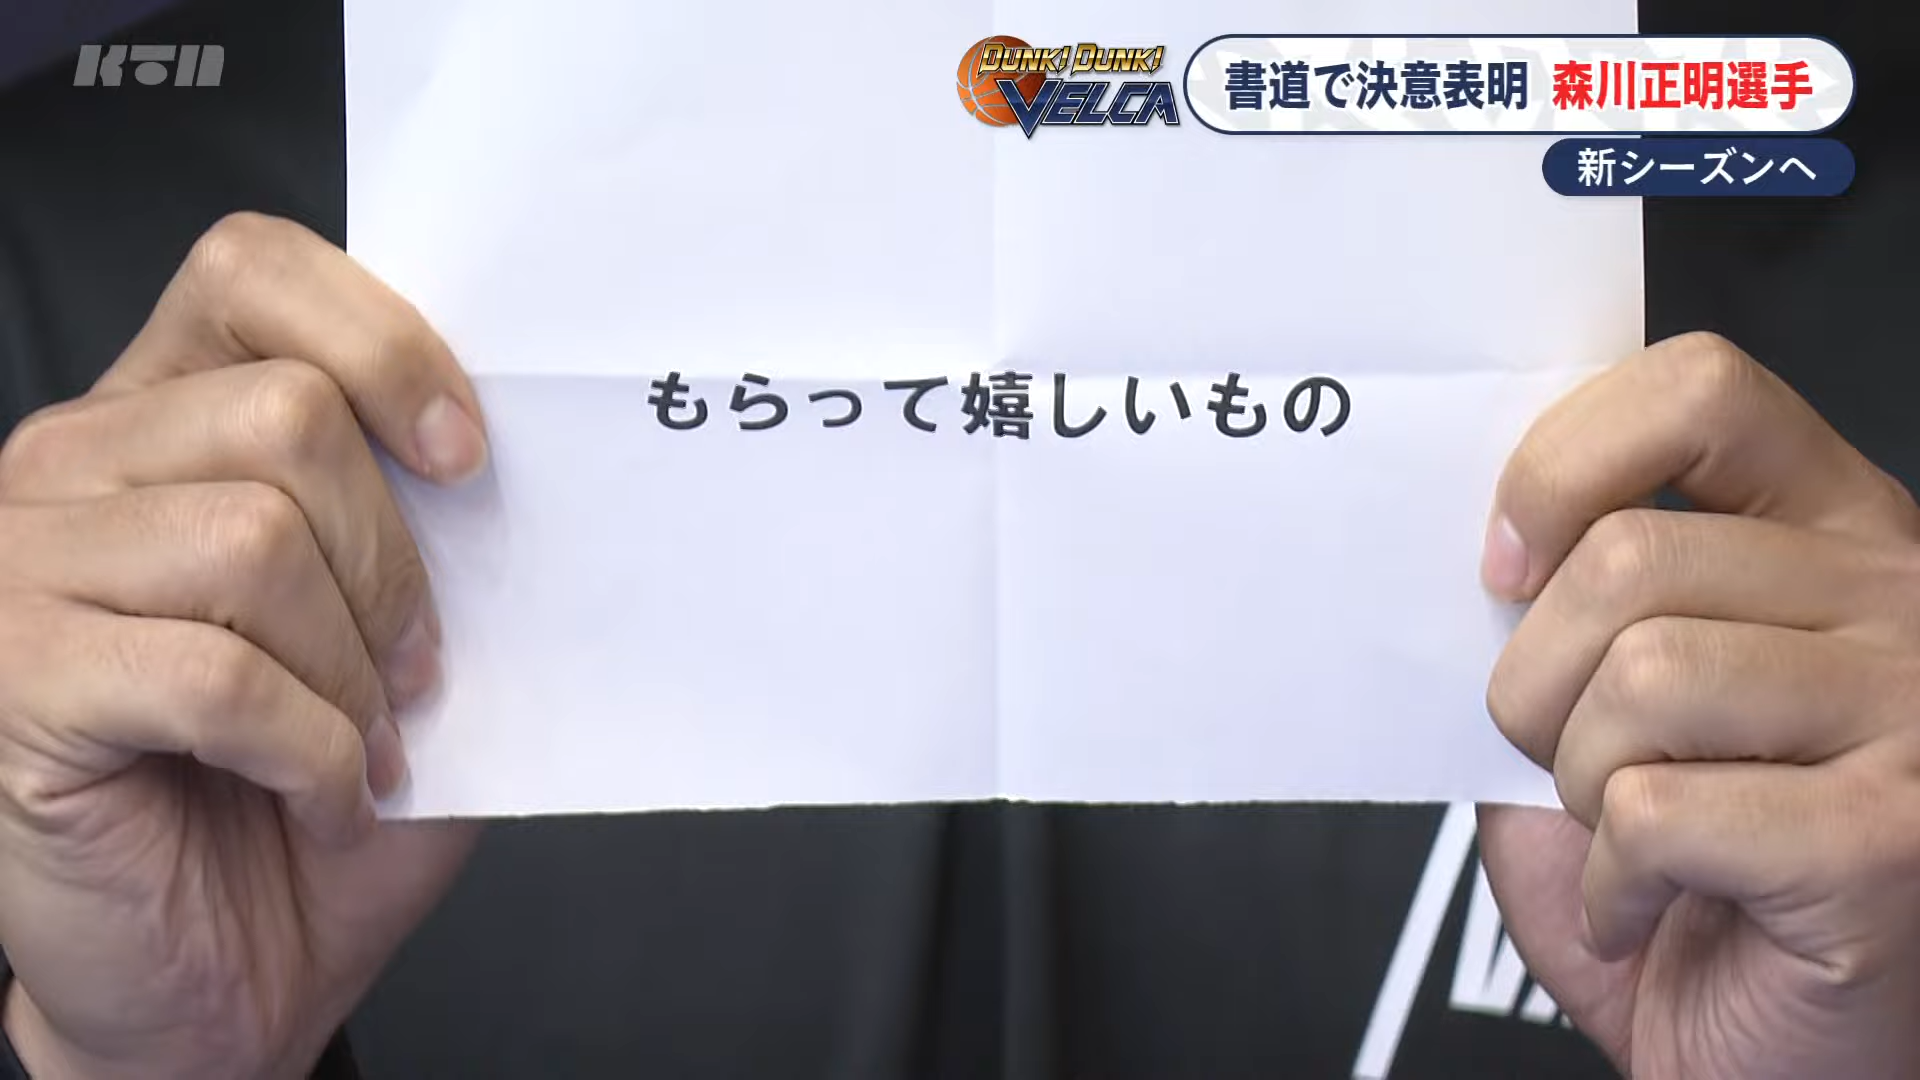 KTN
DUNK! DUNK!
VELCA
書道で決意表明 森川正明選手
新シーズンへ
もらって嬉しいもの